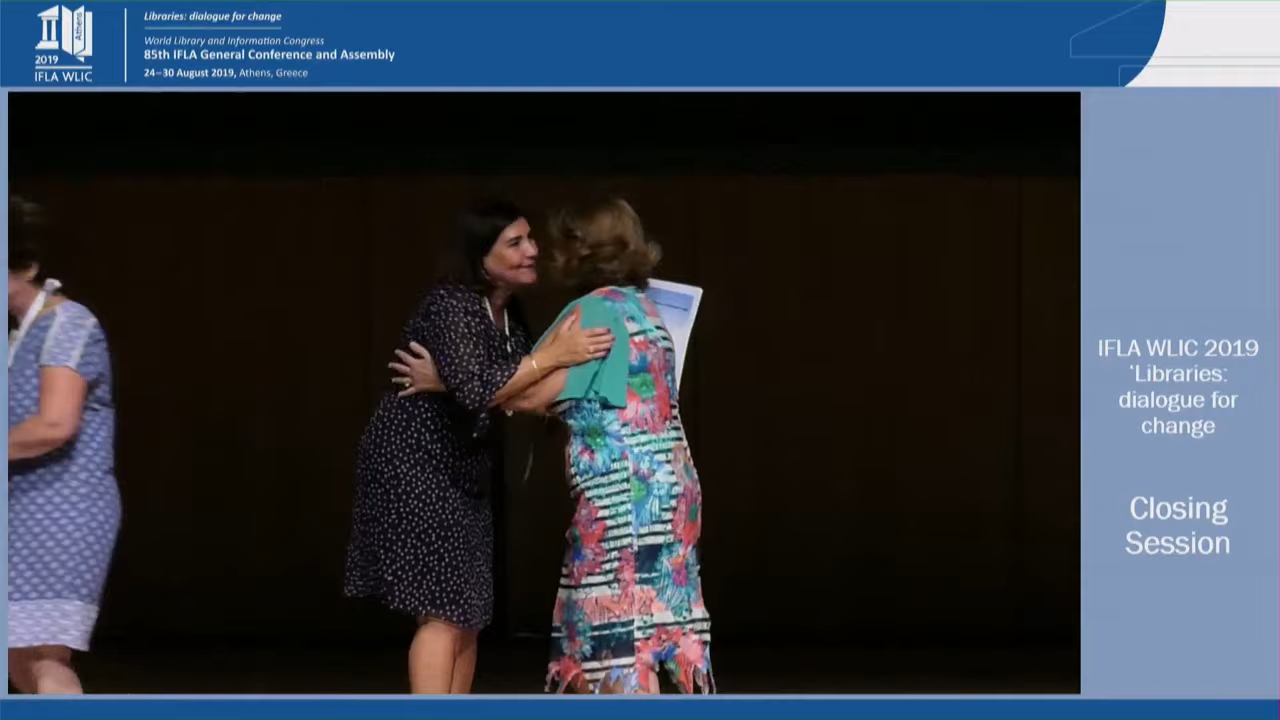 Athens
2019
IFLA WLIC
Libraries: dialogue for change
World Library and Information Congress
85th IFLA General Conference and Assembly
24–30 August 2019, Athens, Greece
IFLA WLIC 2019
‘Libraries:
dialogue for
change
Closing
Session